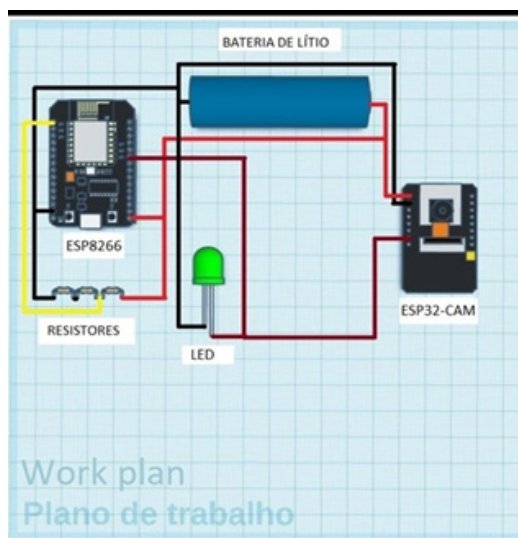 BATERIA DE LÍTIO
ESP8266
ESP32-CAM
RESISTORES
LED
Work plan
Plano de trabalho